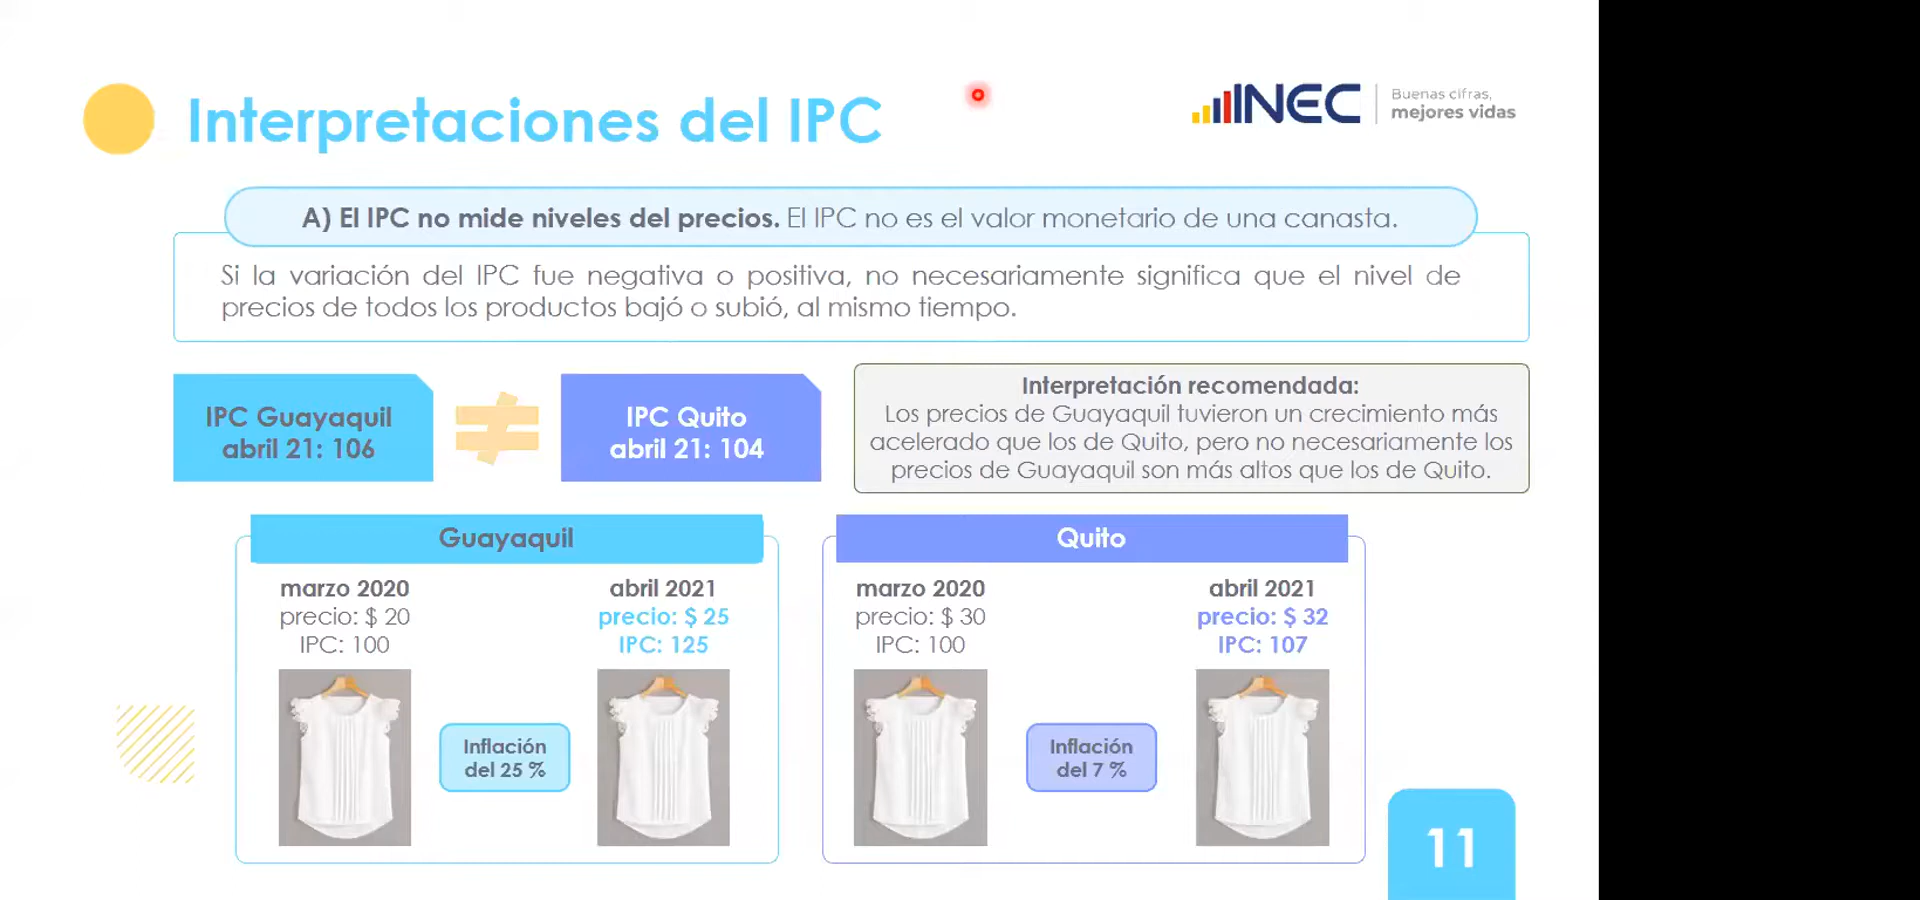 Interpretaciones del IPC
INEC
Buenas cifras,
mejores vidas
A) El IPC no mide niveles del precios. El IPC no es el valor monetario de una canasta.
Si la variación del IPC fue negativa o positiva, no necesariamente significa que el nivel de
precios de todos los productos bajó o subió, al mismo tiempo.
IPC Guayaquil
abril 21: 106
≠
IPC Quito
abril 21: 104
Interpretación recomendada:
Los precios de Guayaquil tuvieron un crecimiento más
acelerado que los de Quito, pero no necesariamente los
precios de Guayaquil son más altos que los de Quito.
Guayaquil
marzo 2020
precio: $ 20
IPC: 100
Inflación
del 25 %
abril 2021
precio: $ 25
IPC: 125
Quito
marzo 2020
precio: $ 30
IPC: 100
Inflación
del 7 %
abril 2021
precio: $ 32
IPC: 107
11